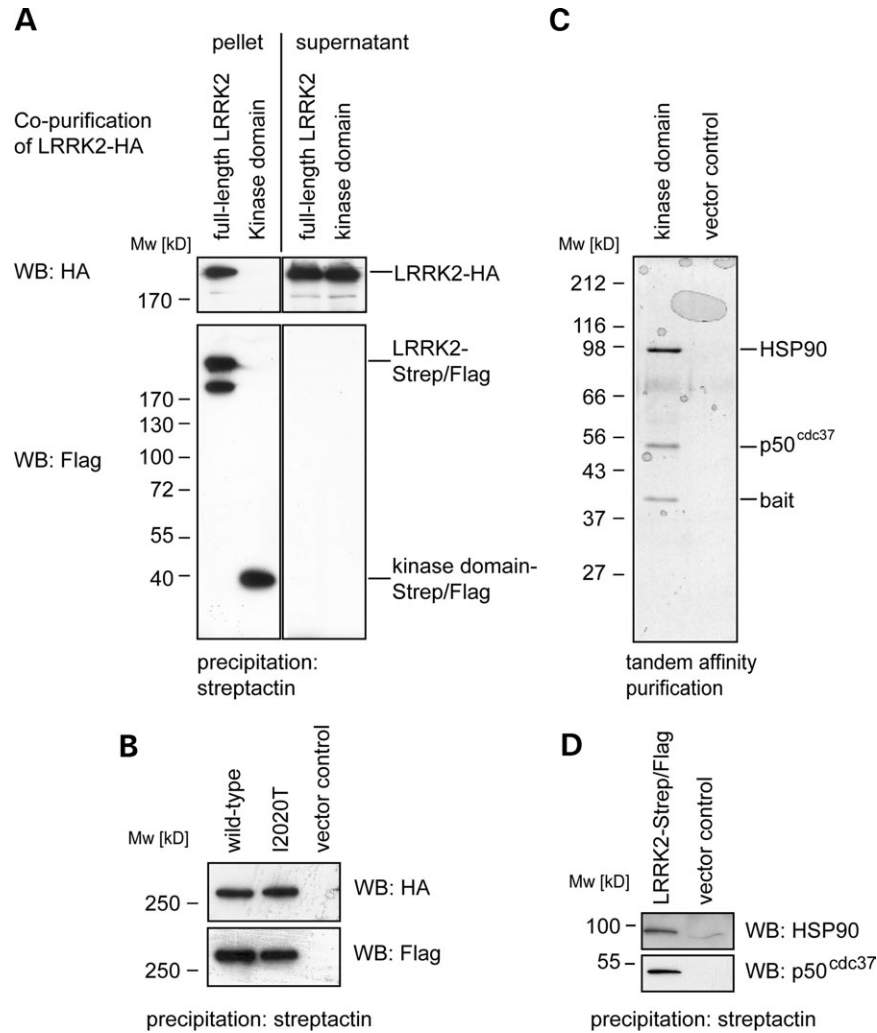 A
pellet
supernatant
Co-purification
of LRRK2-HA
full-length LRRK2
Kinase domain
full-length LRRK2
kinase domain
Mw [kD]
WB: HA
170
LRRK2-HA
WB: Flag
170
130
100
72
55
40
LRRK2-
Strep/Flag
kinase domain-
Strep/Flag
precipitation:
streptactin
C
kinase domain
vector control
Mw [kD]
212
116
98
66
56
43
37
27
HSP90
p50cdc37
bait
tandem affinity
purification
B
wild-type
I2020T
vector control
Mw [kD]
250
WB: HA
250
WB: Flag
precipitation: streptactin
D
LRRK2-Strep/Flag
vector control
Mw [kD]
100
WB: HSP90
55
WB: p50cdc37
precipitation: streptactin